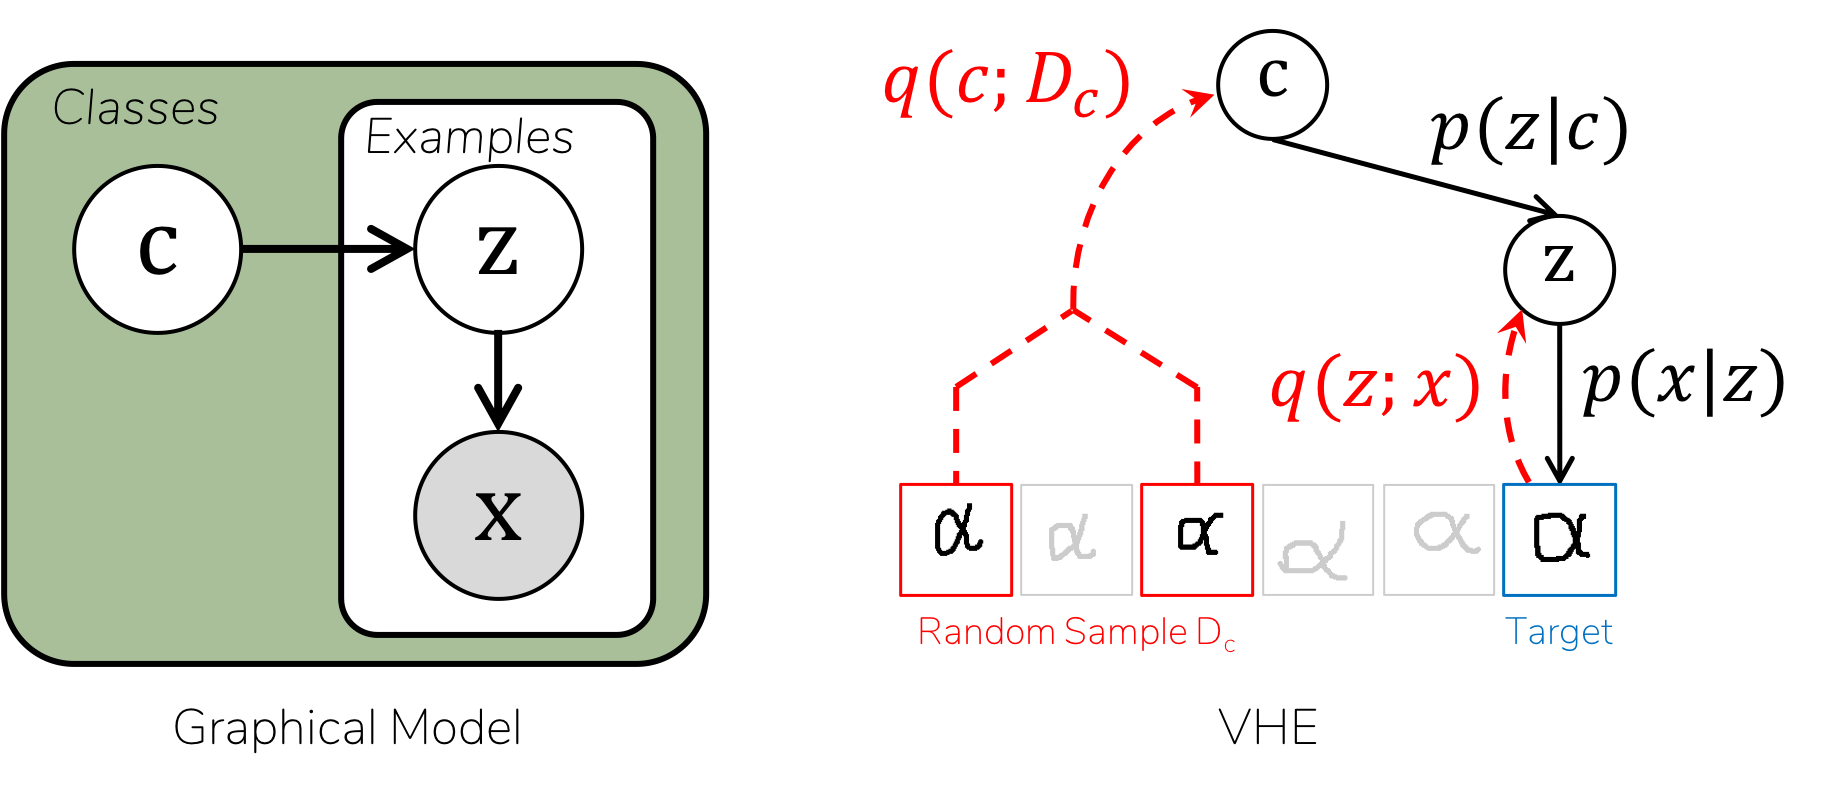 Classes
Examples
c
z
x
Graphical Model
q(c; D_c)
c
p(z|c)
z
q(z; x)
p(x|z)
α α α α α α
Random Sample D_c
Target
VHE